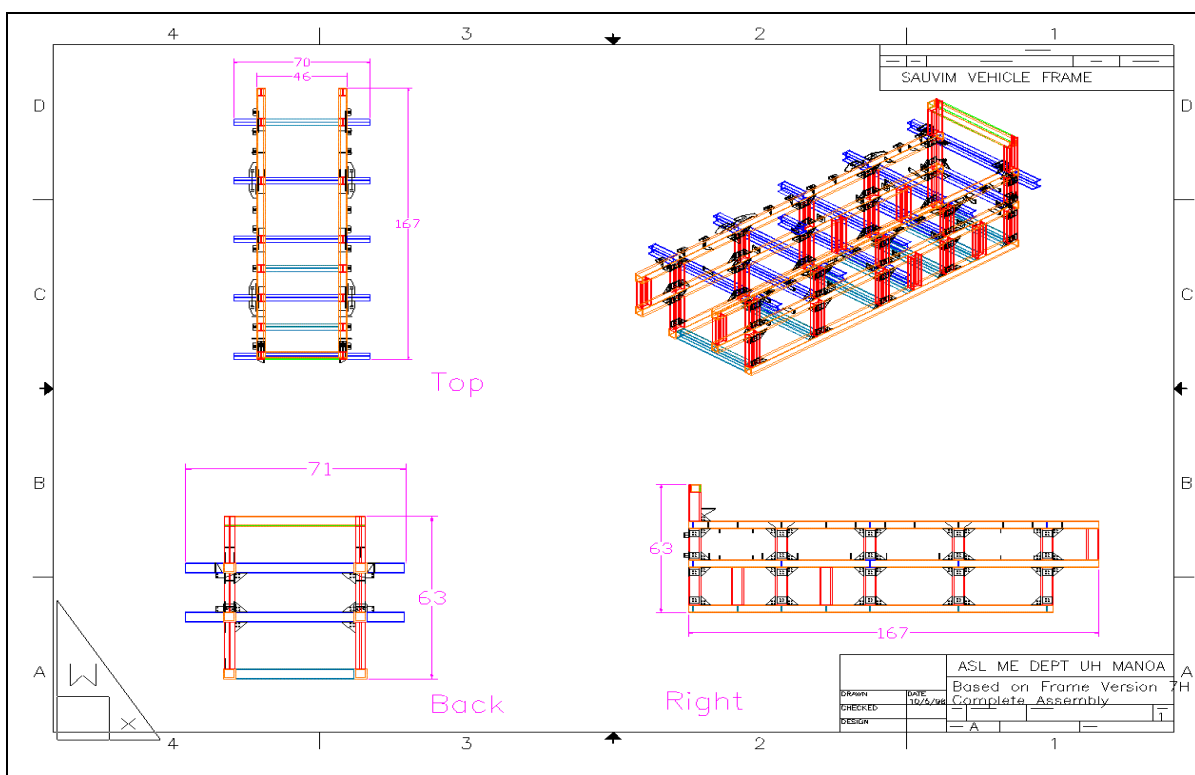 4 3 2 1
SAUVIM VEHICLE FRAME
D D
70
46
167
C C
Top
B B
71
63
63
167
A A
Back
Right
W
X
ASL ME DEPT UH MANOA
Based on Frame Version 7H
Complete Assembly
DRAWN DATE
CHECKED
DESIGN
1
A
4 3 2 1